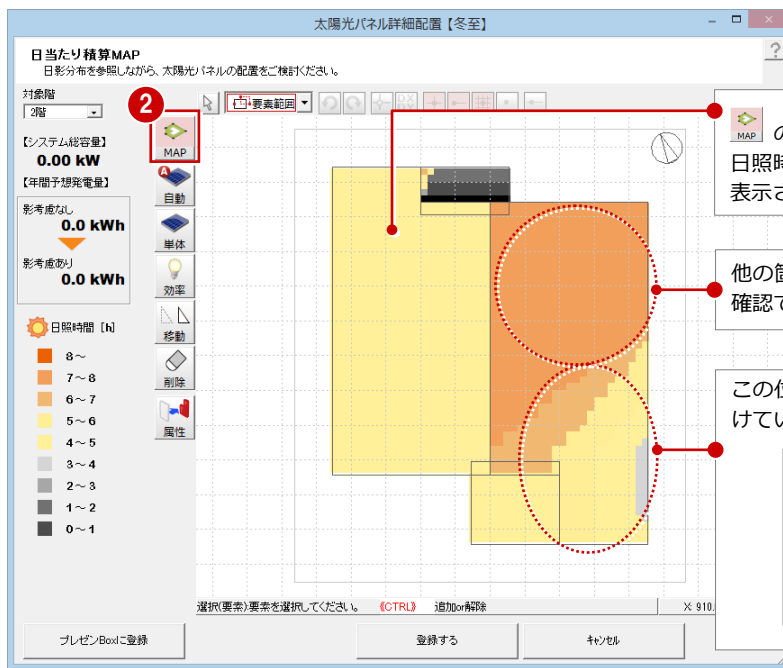 太陽光パネル詳細配置【冬至】
日当たり積算MAP
日影分布を参照しながら、太陽光パネルの配置をご検討ください。
?
対象階
2階
2
要素範囲
【システム総容量】
0.00 kW
【年間予想発電量】
影考慮なし
0.0 kWh
影考慮あり
0.0 kWh
日照時間 [h]
8～
7～8
6～7
5～6
4～5
3～4
2～3
1～2
0～1
MAP
A
自動
単体
効率
移動
削除
属性
MAP の
日照時
表示さ
他の箇
確認で
この位
けてい
選択(要素):要素を選択してください。 《CTRL》 追加or解除
X: 910.
プレゼンBoxに登録
登録する
キャンセル